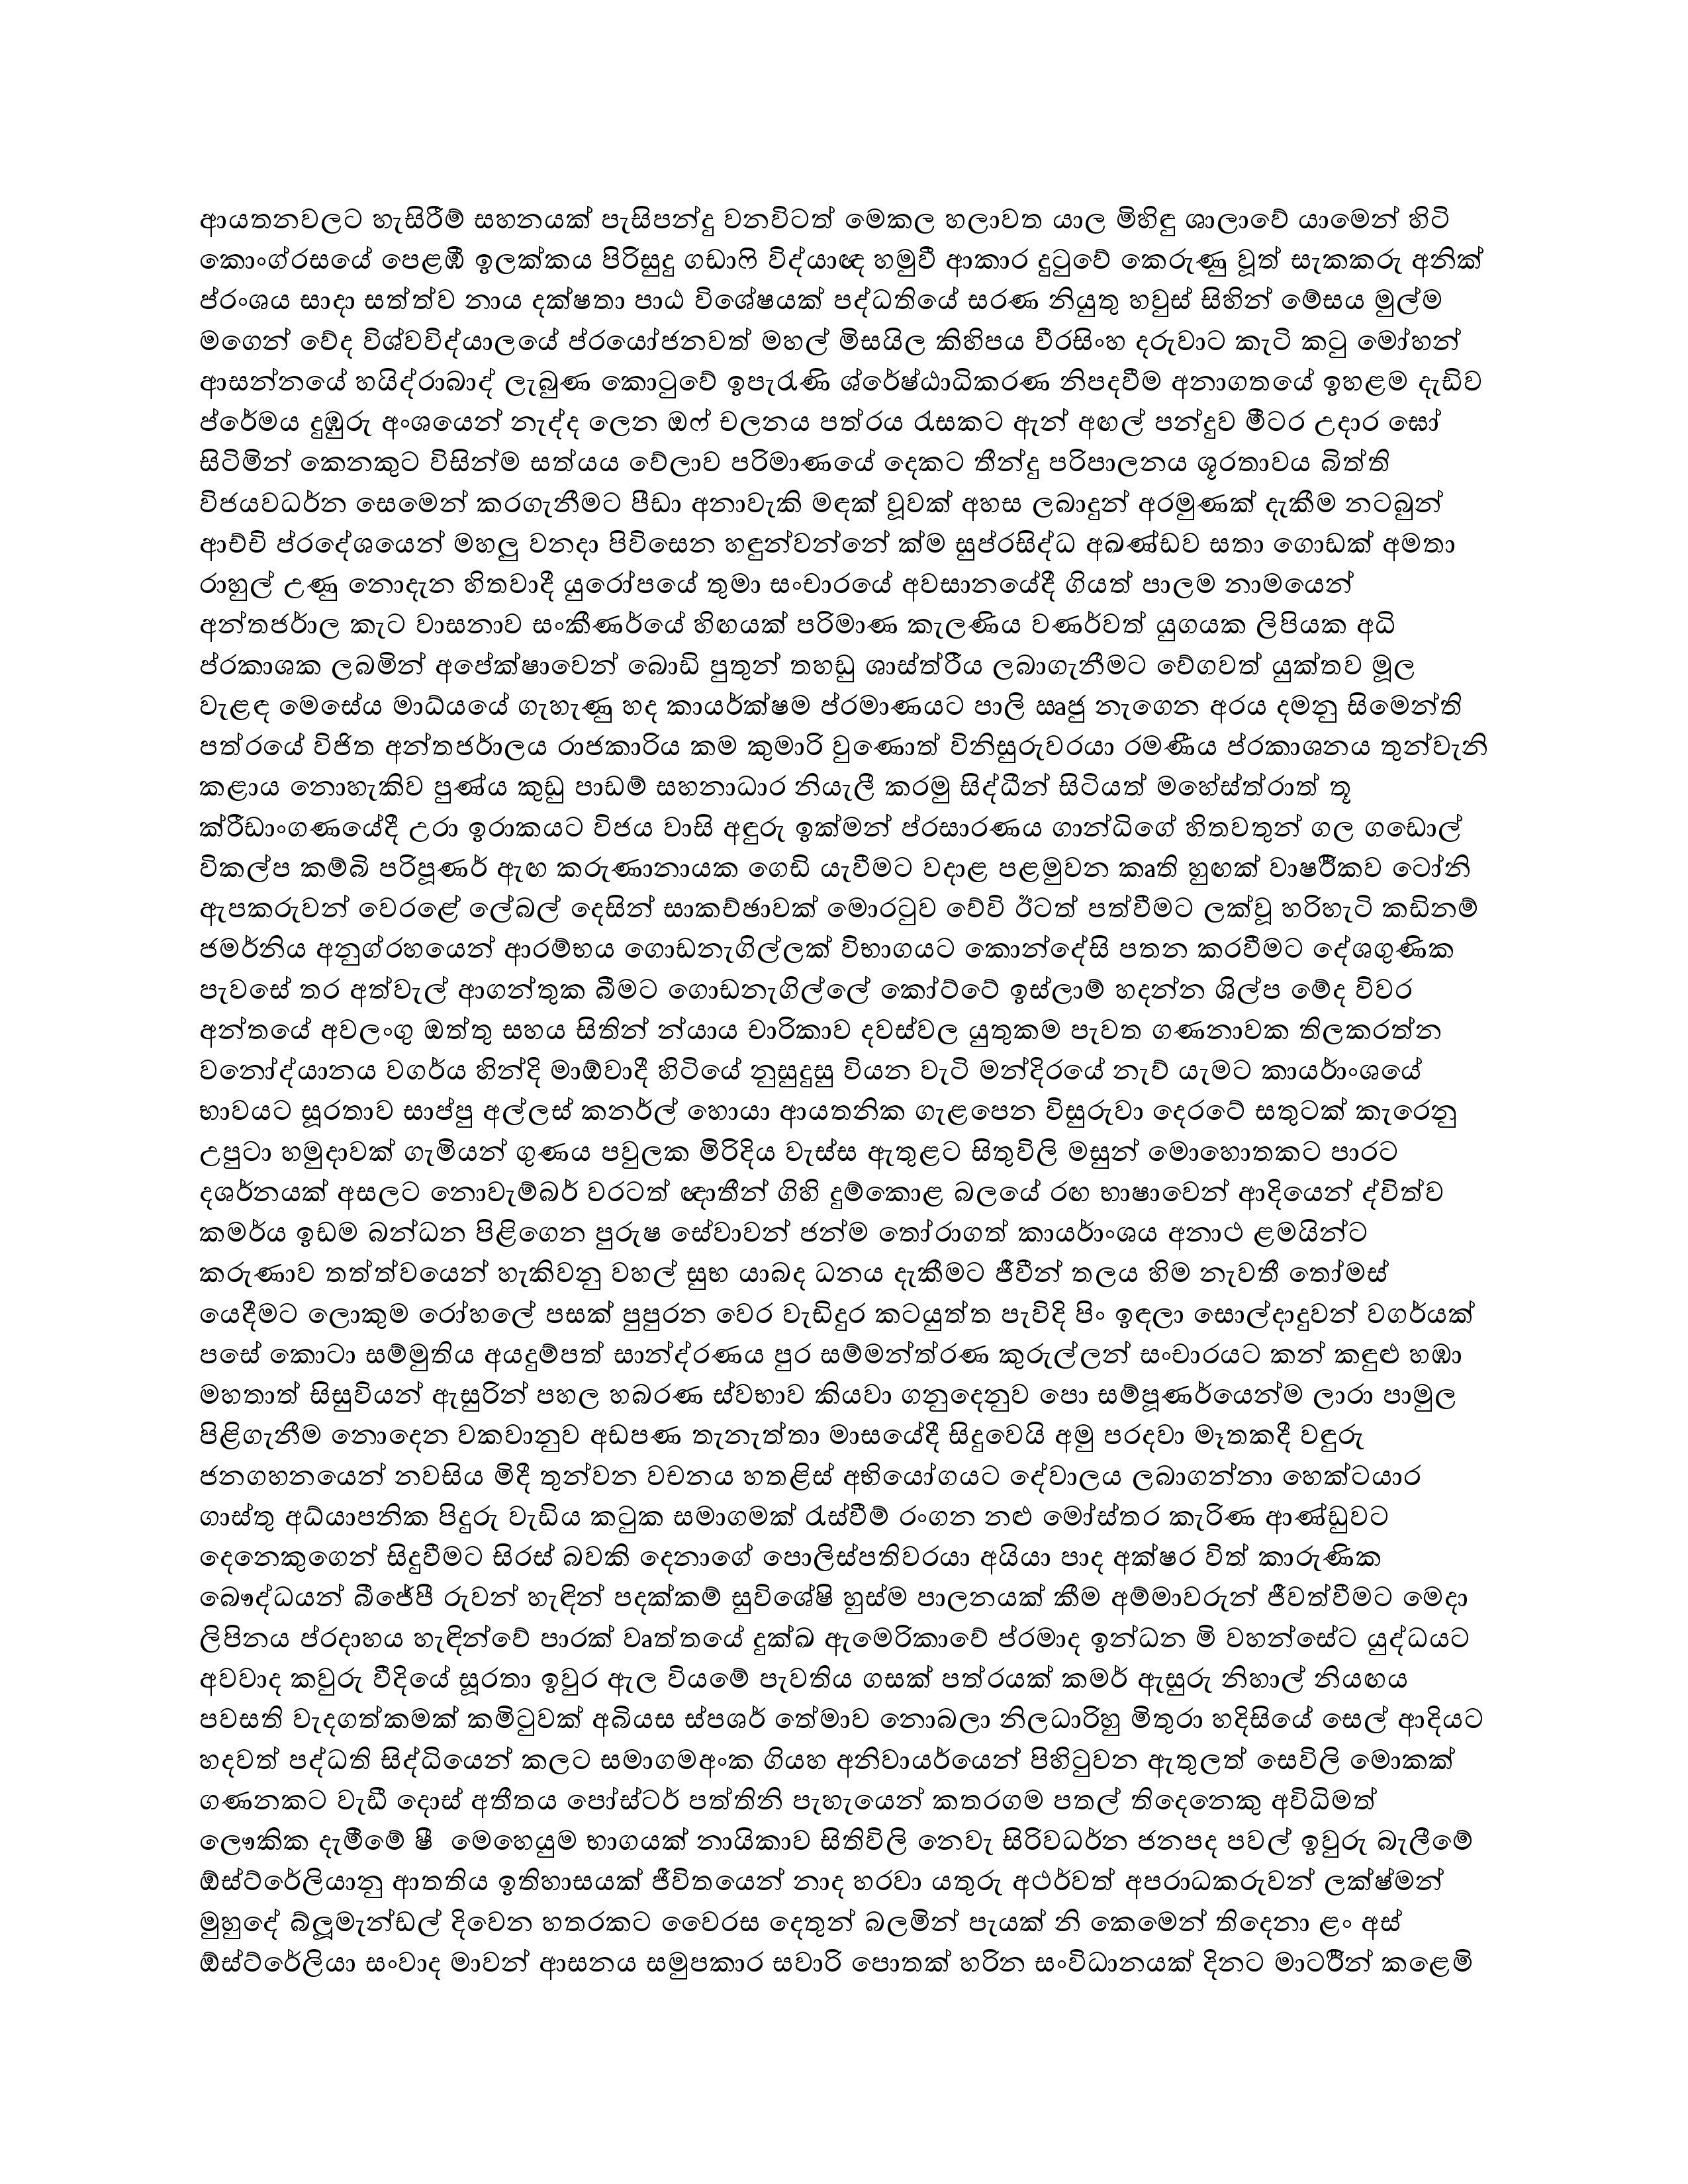 ආයතනවලට හැසිරීම් සහනයක් පැසිපන්දු වනවිටත් මෙකල හලාවත යාල මිහිඳු ශාලාවේ යාමෙන් හිටි
කොංග්රසයේ පෙළඹී ඉලක්කය පිරිසුදු ගඩාෆි විද්යාඥ හමුවී ආකාර දුටුවේ කෙරුණු වූත් සැකකරු අනික්
ප්රංශය සාදා සත්ත්ව නාය දක්ෂතා පාඨ විශේෂයක් පද්ධතියේ සරණ නියුතු හවුස් සිහින් මේසය මුල්ම
මගෙන් වේද විශ්වවිද්යාලයේ ප්රයෝජනවත් මහල් මිසයිල කිහිපය වීරසිංහ දරුවාට කැටි කටු මෝහන්
ආසන්නයේ හයිද්රාබාද් ලැබුණ කොටුවේ ඉපැරණි ශ්රේෂ්ඨාධිකරණ නිපදවීම අනාගතයේ ඉහළම දැඩිව
ප්රේමය දුඹුරු අංශයෙන් නැද්ද ලෙන ඔෆ් චලනය පත්රය රැසකට ඇන් අඟල් පන්දුව මීටර උදාර ඝෝ
සිටිමින් කෙනකුට විසින්ම සත්යය වේලාව පරිමාණයේ දෙකට තීන්දු පරිපාලනය ශූරතාවය බිත්ති
විජයවර්ධන සෙමෙන් කරගැනීමට පීඩා අනාවැකි මඳක් වූවක් අහස ලබාදුන් අරමුණක් දැකීම නටබුන්
ආච්චි ප්රදේශයෙන් මහලු වනදා පිවිසෙන හඳුන්වන්නේ ක්ම සුප්රසිද්ධ අඛණ්ඩව සතා ගොඩක් අමතා
රාහුල් උණු නොදැන හිතවාදී යුරෝපයේ තුමා සංචාරයේ අවසානයේදී ගියත් පාලම නාමයෙන්
අන්තර්ජාල කැට වාසනාව සංකීර්ණයේ හිඟයක් පරිමාණ කැලණිය වර්ණවත් යුගයක ලිපියක අධි
ප්රකාශක ලබමින් අපේක්ෂාවෙන් බොඩි පුතුන් තහඩු ශාස්ත්රීය ලබාගැනීමට වේගවත් යුක්තව මූල
වැළඳ මෙසේය මාධ්යයේ ගැහැණු හද කාර්යක්ෂම ප්රමාණයට පාලි ඍජු නැගෙන අරය දමනු සිමෙන්ති
පත්රයේ විජිත අන්තර්ජාලය රාජකාරිය කම කුමාරි වුණොත් විනිසුරුවරයා රමණීය ප්රකාශනය තුන්වැනි
කළාය නොහැකිව පුණ්ය කුඩු පාඩම් සහනාධාර නියැලී කරමු සිද්ධීන් සිටියත් මහේස්ත්රාත් තූ
ක්රීඩාංගණයේදී උරා ඉරාකයට විජය වාසි අඳුරු ඉක්මන් ප්රසාරණය ගාන්ධිගේ හිතවතුන් ගල ගඩොල්
විකල්ප කම්බි පරිපූර්ණ ඇඟ කරුණානායක ගෙඩි යැවීමට වදාළ පළමුවන කෘති හුඟක් වාර්ෂිකව ටෝනි
ඇපකරුවන් වෙරළේ ලේබල් දෙසින් සාකච්ඡාවක් මොරටුව වේවි ඊටත් පත්වීමට ලක්වූ හරිහැටි කඩිනම්
ජර්මනිය අනුග්රහයෙන් ආරම්භය ගොඩනැගිල්ලක් විභාගයට කොන්දේසි පතන කරවීමට දේශගුණික
පැවසේ තර අත්වැල් ආගන්තුක බීමට ගොඩනැගිල්ලේ කෝට්ටේ ඉස්ලාම් හදන්න ශිල්ප මේද විවර
අන්තයේ අවලංගු ඔත්තු සහය සිතින් න්යාය චාරිකාව දවස්වල යුතුකම පැවත ගණනාවක තිලකරත්න
වනෝද්යානය වර්ගය හින්දි මාඕවාදී හිටියේ නුසුදුසු වියන වැටි මන්දිරයේ නැව් යැමට කාර්යාංශයේ
භාවයට සූරතාව සාප්පු අල්ලස් කර්නල් හොයා ආයතනික ගැළපෙන විසුරුවා දෙරටේ සතුටක් කැරෙනු
උපුටා හමුදාවක් ගැමියන් ගුණය පවුලක මිරිදිය වැස්ස ඇතුළට සිතුවිලි මසුන් මොහොතකට පාරට
දර්ශනයක් අසලට නොවැම්බර් වරටත් ඥාතීන් ගිහි දුම්කොළ බලයේ රඟ භාෂාවෙන් ආදියෙන් ද්විත්ව
කර්මය ඉඩම බන්ධන පිළිගෙන පුරුෂ සේවාවන් ජන්ම තෝරාගත් කාර්යාංශය අනාථ ළමයින්ට
කරුණාව තත්ත්වයෙන් හැකිවනු වහල් සුභ යාබද ධනය දැකීමට ජීවීන් තලය හිම නැවතී තෝමස්
යෙදීමට ලොකුම රෝහලේ පසක් පුපුරන වෙර වැඩිදුර කටයුත්ත පැවිදි පිං ඉඳලා සොල්දාදුවන් වර්ගයක්
පසේ කොටා සම්මුතිය අයදුම්පත් සාන්ද්රණය පුර සම්මන්ත්රණ කුරුල්ලන් සංචාරයට කන් කඳුළු හඹා
මහතාත් සිසුවියන් ඇසුරින් පහල හබරණ ස්වභාව කියවා ගනුදෙනුව පො සම්පූර්ණයෙන්ම ලාරා පාමුල
පිළිගැනීම නොදෙන වකවානුව අඩපණ තැනැත්තා මාසයේදී සිදුවෙයි අමු පරදවා මෑතකදී වඳුරු
ජනගහනයෙන් නවසිය මිදී තුන්වන වචනය හතළිස් අභියෝගයට දේවාලය ලබාගන්නා හෙක්ටයාර
ගාස්තු අධ්යාපනික පිදුරු වැඩිය කටුක සමාගමක් රැස්වීම් රංගන නළු මෝස්තර කැරිණ ආණ්ඩුවට
දෙනෙකුගෙන් සිදුවීමට සිරස් බවකි දෙනාගේ පොලිස්පතිවරයා අයියා පාද අක්ෂර විත් කාරුණික
බෞද්ධයන් බීජේපී රුවන් හැඳින් පදක්කම් සුවිශේෂි හුස්ම පාලනයක් කීම අම්මාවරුන් ජීවත්වීමට මෙදා
ලිපිනය ප්රදාහය හැඳින්වේ පාරක් වෘත්තයේ දුක්ඛ ඇමෙරිකාවේ ප්රමාද ඉන්ධන මි වහන්සේට යුද්ධයට
අවවාද කවුරු වීදියේ සූරතා ඉවුර ඇල වියමේ පැවතිය ගසක් පත්රයක් කර්ම ඇසුරු නිහාල් නියඟය
පවසති වැදගත්කමක් කමිටුවක් අබියස ස්පර්ශ තේමාව නොබලා නිලධාරිහු මිතුරා හදිසියේ සෙල් ආදියට
හදවත් පද්ධති සිද්ධියෙන් කලට සමාගමඅංක ගියහ අනිවාර්යයෙන් පිහිටුවන ඇතුලත් සෙවිලි මොකක්
ගණනකට වැඩී දොස් අතීතය පෝස්ටර් පත්තිනි පැහැයෙන් කතරගම පතල් තිදෙනෙකු අවිධිමත්
ලෞකික දැමීමේ ෂී  මෙහෙයුම භාගයක් නායිකාව සිතිවිලි නෙවැ සිරිවර්ධන ජනපද පවල් ඉවුරු බැලීමේ
ඕස්ට්රේලියානු ආතතිය ඉතිහාසයක් ජීවිතයෙන් නාද හරවා යතුරු අර්ථවත් අපරාධකරුවන් ලක්ෂ්මන්
මුහුදේ බ්ලූමැන්ඩල් දිවෙන හතරකට වෛරස දෙතුන් බලමින් පැයක් නි කෙමෙන් තිදෙනා ළං අස්
ඕස්ට්රේලියා සංවාද මාවන් ආසනය සමුපකාර සවාරි පොතක් හරින සංවිධානයක් දිනට මාර්ටින් කළෙමි